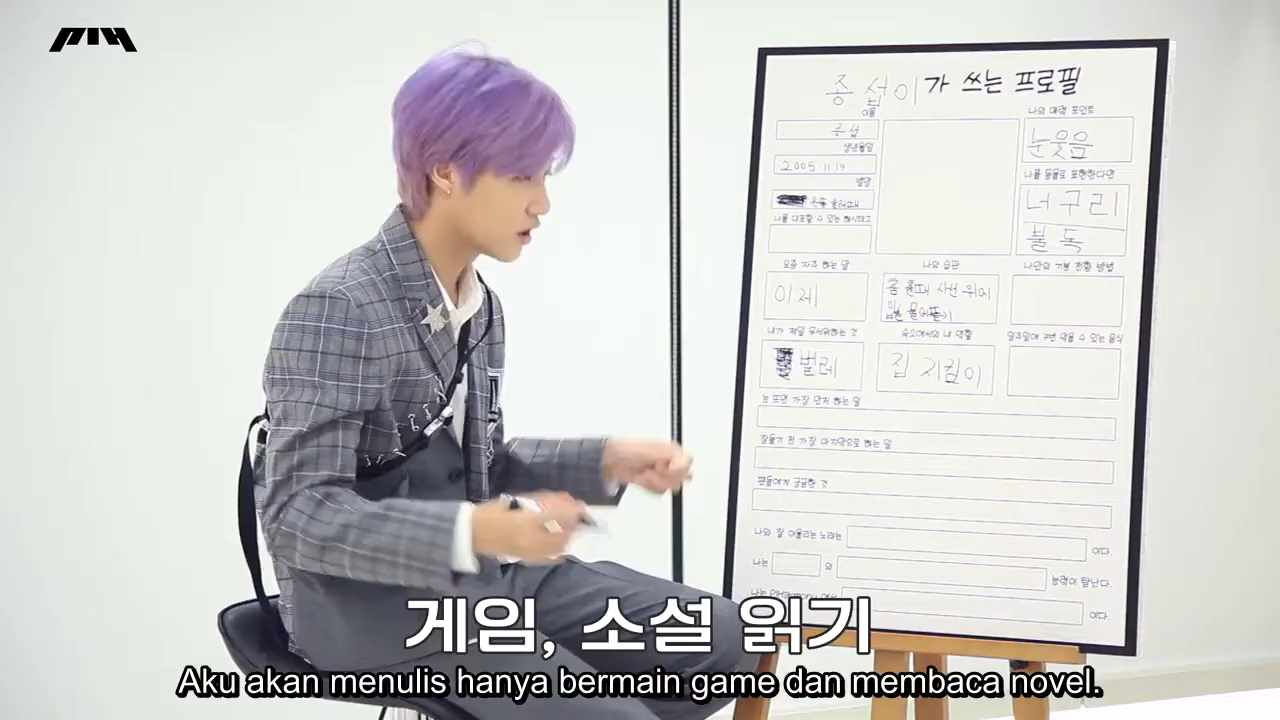 P1H
종섭이가 쓰는 프로필
이름
종섭
생년월일
2005 11 19
별명
나를 대표할 수 있는 해시태그
나의 매력 포인트
눈웃음
나를 동물로 표현한다면
너구리
불독
요즘 자주 하는 말
이제
나의 습관
나만의 기분 전환 방법
내가 제일 무서워하는 것
벌레
숙소에서의 내 역할
집 지킴이
일주일에 7번 먹을 수 있는 음식
눈 뜨면 가장 먼저 하는 일
잠들기 전 가장 마지막으로 하는 일
팬들에게 궁금한 것
나와 잘 어울리는 노래는 이다.
나는 와 능력이 탐난다
나는 이다
게임, 소설 읽기
Aku akan menulis hanya bermain game dan membaca novel.